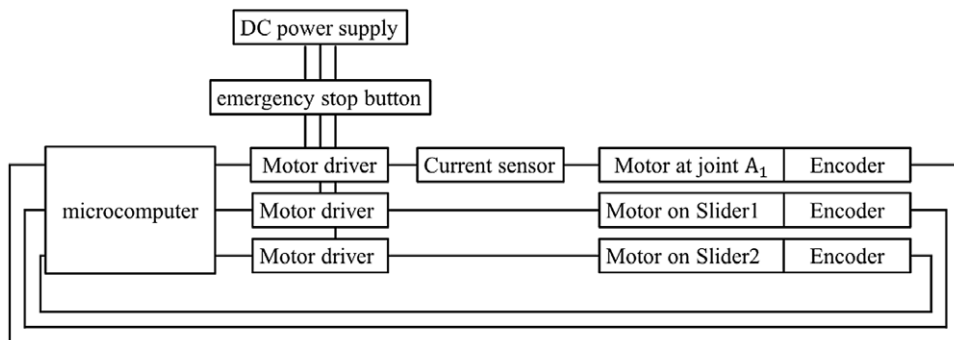 DC power supply
emergency stop button
microcomputer
Motor driver
Current sensor
Motor at joint A₁
Encoder
Motor driver
Motor on Slider1
Encoder
Motor driver
Motor on Slider2
Encoder